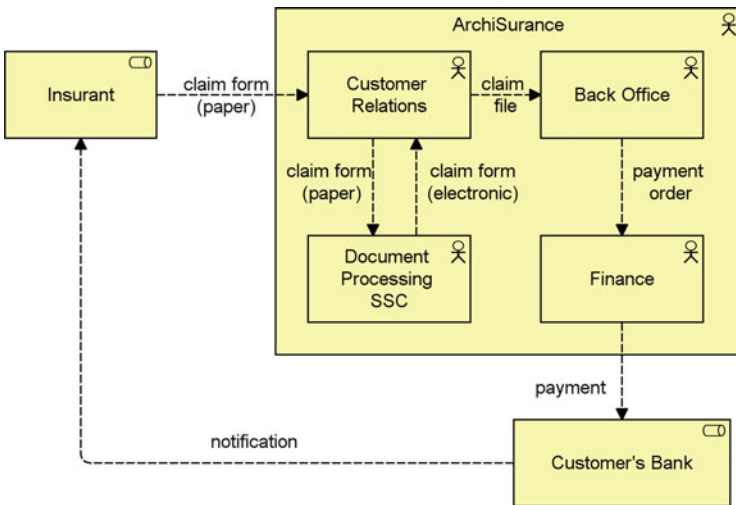 ArchiSurance
Insurant
claim form
(paper)
Customer
Relations
claim
file
Back Office
claim form
(paper)
claim form
(electronic)
payment
order
Document
Processing
SSC
Finance
payment
notification
Customer's Bank